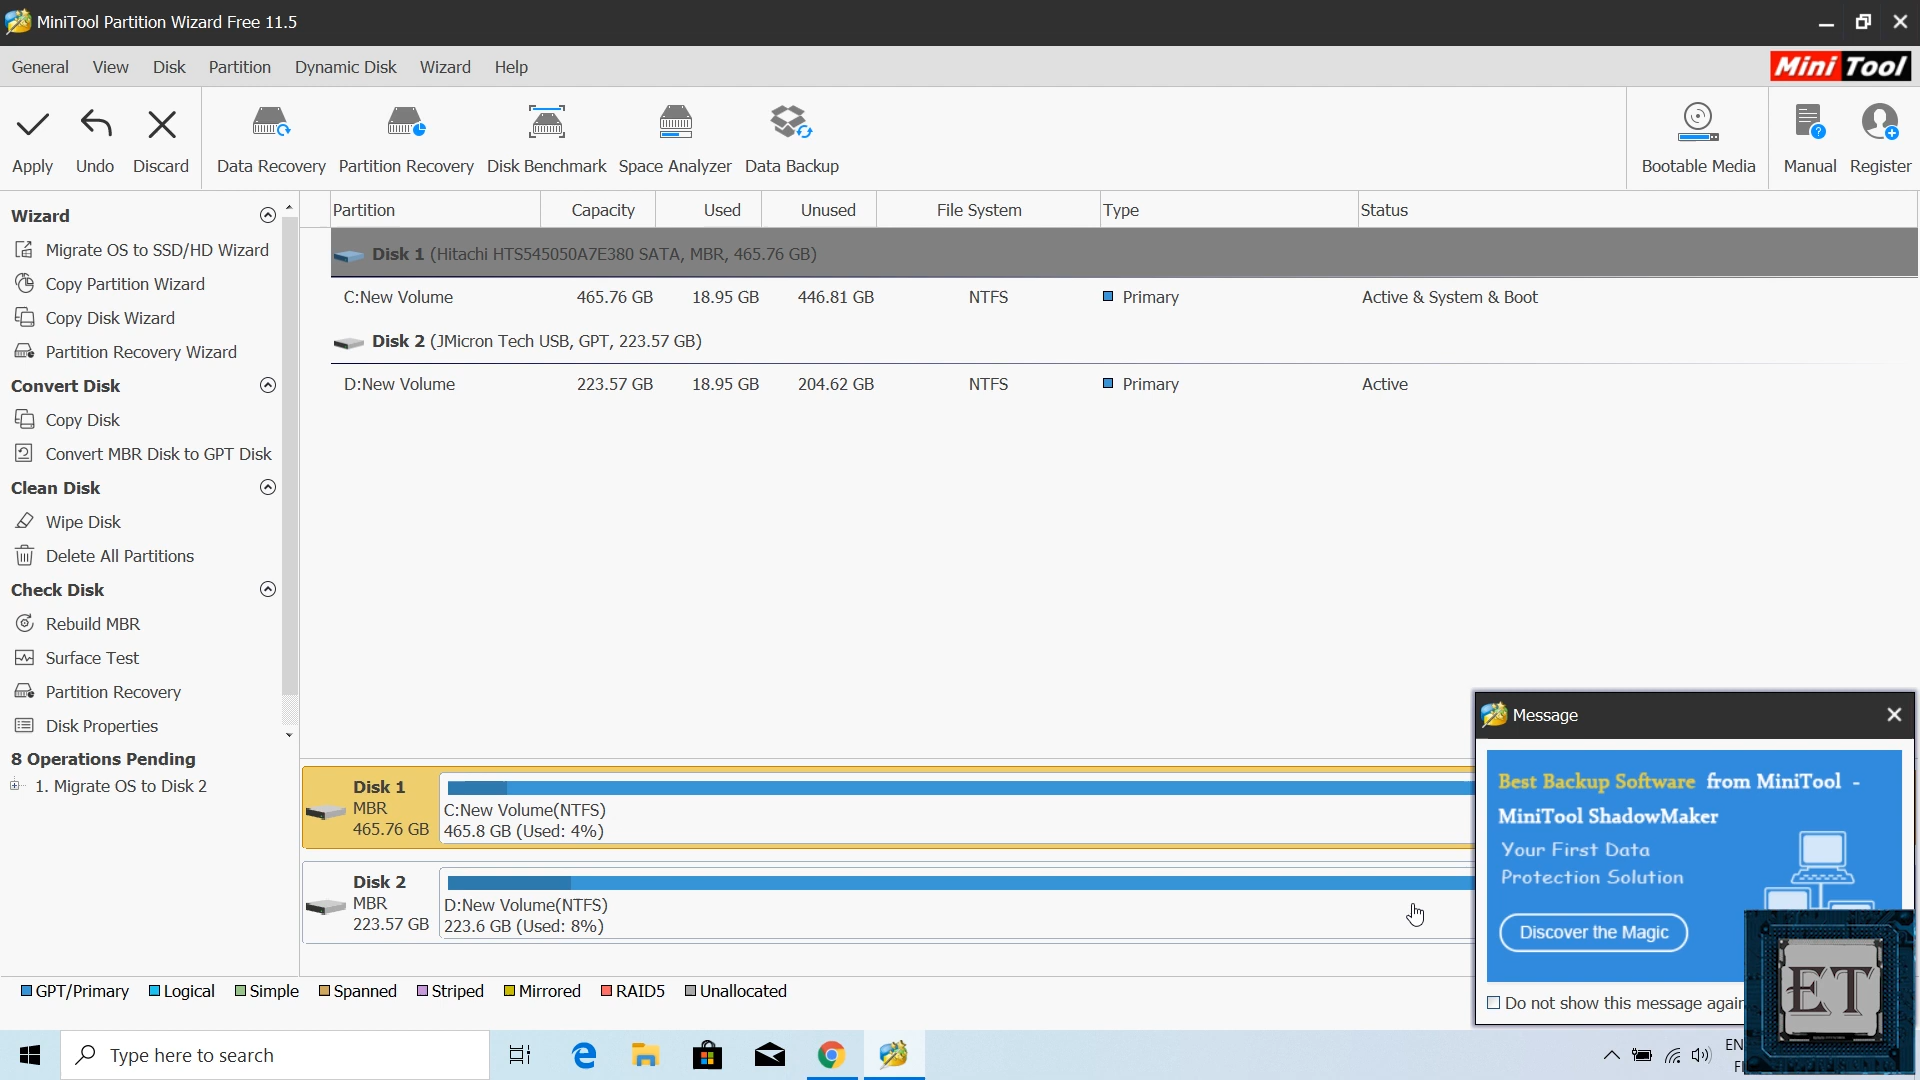 MiniTool Partition Wizard Free 11.5
General View Disk Partition Dynamic Disk Wizard Help
Mini Tool
Apply Undo Discard Data Recovery Partition Recovery Disk Benchmark Space Analyzer Data Backup Bootable Media Manual Register
Partition Capacity Used Unused File System Type Status
Wizard
Migrate OS to SSD/HD Wizard
Copy Partition Wizard
Copy Disk Wizard
Partition Recovery Wizard
Convert Disk
Copy Disk
Convert MBR Disk to GPT Disk
Clean Disk
Wipe Disk
Delete All Partitions
Check Disk
Rebuild MBR
Surface Test
Partition Recovery
Disk Properties
8 Operations Pending
1. Migrate OS to Disk 2
Disk 1 (Hitachi HTS545050A7E380 SATA, MBR, 465.76 GB)
C:New Volume 465.76 GB 18.95 GB 446.81 GB NTFS Primary Active & System & Boot
Disk 2 (JMicron Tech USB, GPT, 223.57 GB)
D:New Volume 223.57 GB 18.95 GB 204.62 GB NTFS Primary Active
Disk 1
MBR
465.76 GB
C:New Volume(NTFS)
465.8 GB (Used: 4%)
Disk 2
MBR
223.57 GB
D:New Volume(NTFS)
223.6 GB (Used: 8%)
GPT/Primary Logical Simple Spanned Striped Mirrored RAID5 Unallocated
Message
Best Backup Software from MiniTool -
MiniTool ShadowMaker
Your First Data
Protection Solution
Discover the Magic
Do not show this message again
ET
Type here to search
EN